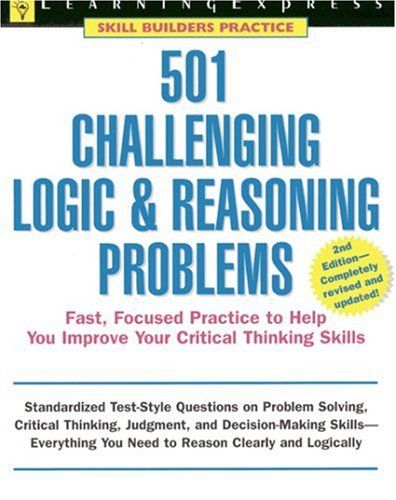 LEARNINGEXPRESS
SKILL BUILDERS PRACTICE
501
CHALLENGING
LOGIC & REASONING
PROBLEMS
2nd
Edition—
Completely
revised and
updated!
Fast, Focused Practice to Help
You Improve Your Critical Thinking Skills
Standardized Test-Style Questions on Problem Solving,
Critical Thinking, Judgment, and Decision-Making Skills—
Everything You Need to Reason Clearly and Logically